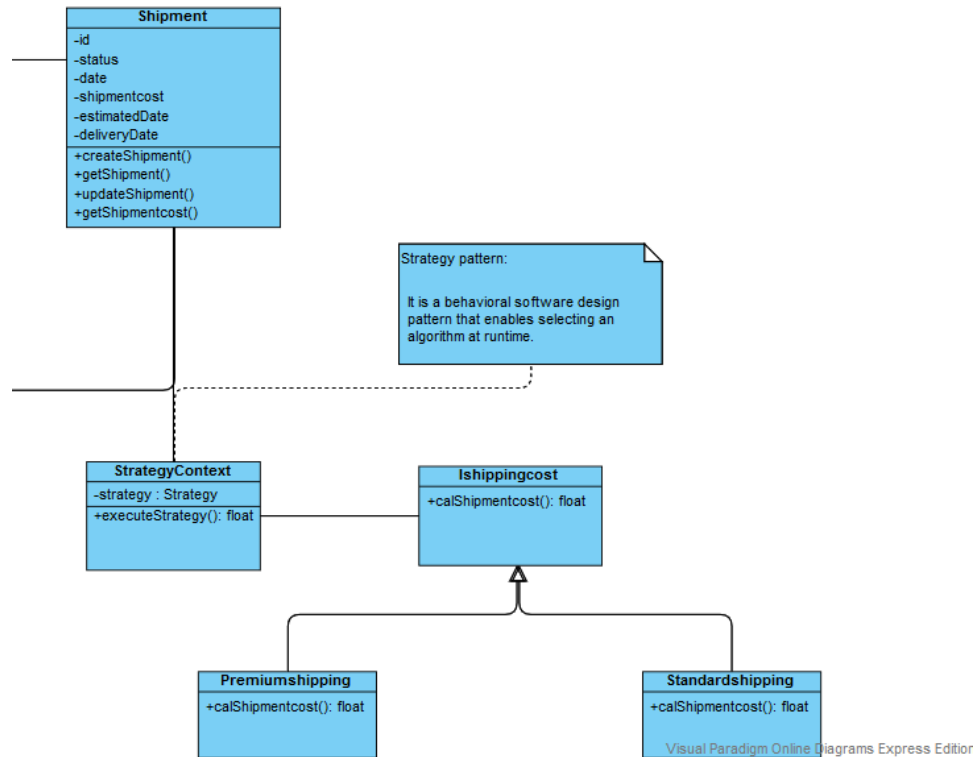 Shipment
-id
-status
-date
-shipmentcost
-estimatedDate
-deliveryDate
+createShipment()
+getShipment()
+updateShipment()
+getShipmentcost()
Strategy pattern:
It is a behavioral software design
pattern that enables selecting an
algorithm at runtime.
StrategyContext
-strategy : Strategy
+executeStrategy(): float
Ishippingcost
+calShipmentcost(): float
Premiumshipping
+calShipmentcost(): float
Standardshipping
+calShipmentcost(): float
Visual Paradigm Online Diagrams Express Edition